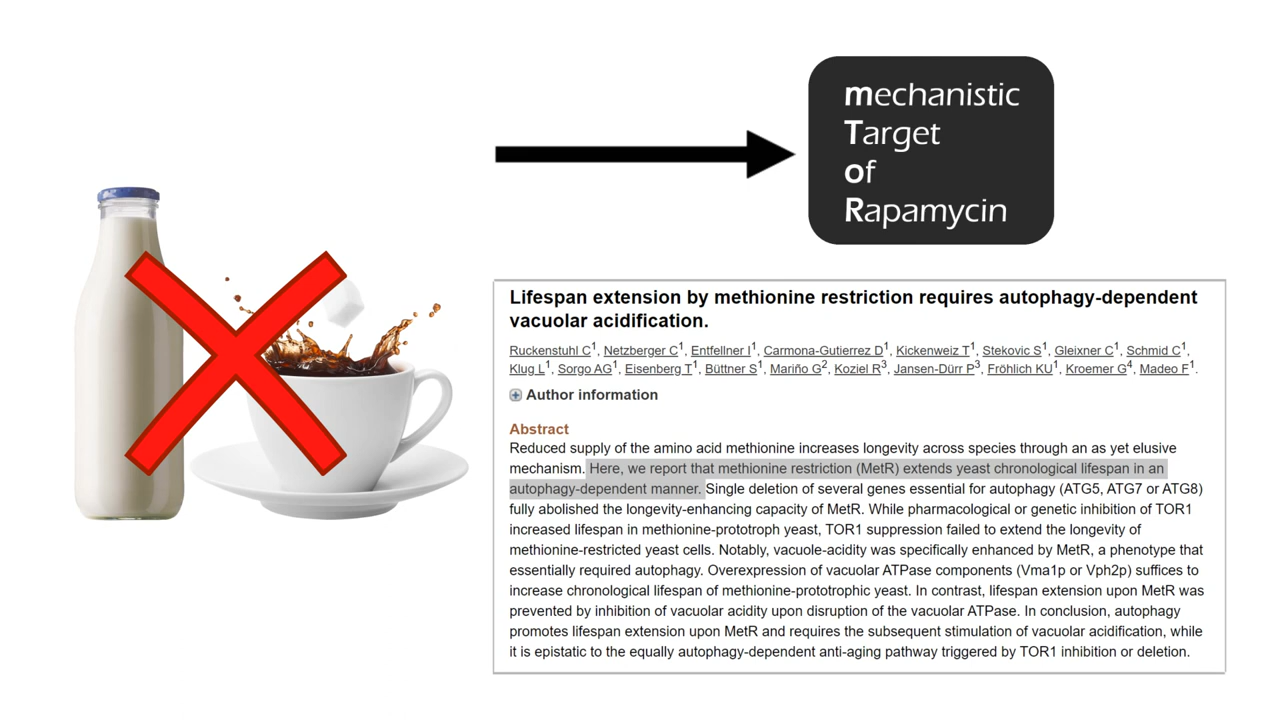 mechanistic
Target
of
Rapamycin
Lifespan extension by methionine restriction requires autophagy-dependent
vacuolar acidification.
Ruckenstuhl C1, Netzberger C1, Entfellner I1, Carmona-Gutierrez D1, Kickenweiz T1, Stekovic S1, Gleixner C1, Schmid C1,
Klug L1, Sorgo AG1, Eisenberg T1, Büttner S1, Mariño G2, Koziel R3, Jansen-Dürr P3, Fröhlich KU1, Kroemer G4, Madeo F1.
Author information
Abstract
Reduced supply of the amino acid methionine increases longevity across species through an as yet elusive
mechanism. Here, we report that methionine restriction (MetR) extends yeast chronological lifespan in an
autophagy-dependent manner. Single deletion of several genes essential for autophagy (ATG5, ATG7 or ATG8)
fully abolished the longevity-enhancing capacity of MetR. While pharmacological or genetic inhibition of TOR1
increased lifespan in methionine-prototroph yeast, TOR1 suppression failed to extend the longevity of
methionine-restricted yeast cells. Notably, vacuole-acidity was specifically enhanced by MetR, a phenotype that
essentially required autophagy. Overexpression of vacuolar ATPase components (Vma1p or Vph2p) suffices to
increase chronological lifespan of methionine-prototrophic yeast. In contrast, lifespan extension upon MetR was
prevented by inhibition of vacuolar acidity upon disruption of the vacuolar ATPase. In conclusion, autophagy
promotes lifespan extension upon MetR and requires the subsequent stimulation of vacuolar acidification, while
it is epistatic to the equally autophagy-dependent anti-aging pathway triggered by TOR1 inhibition or deletion.